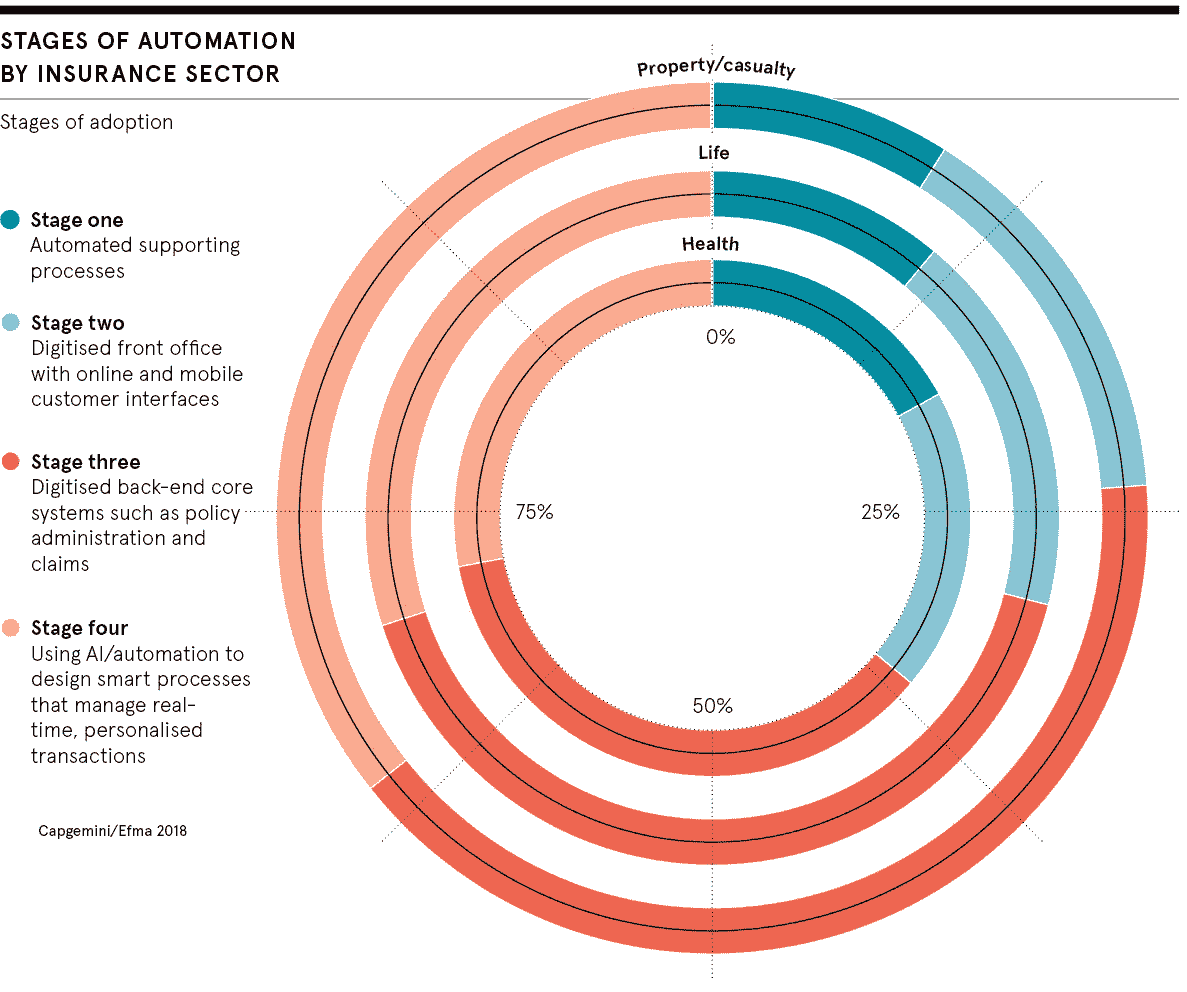 STAGES OF AUTOMATION
BY INSURANCE SECTOR
Stages of adoption
Stage one
Automated supporting
processes
Stage two
Digitised front office
with online and mobile
customer interfaces
Stage three
Digitised back-end core
systems such as policy
administration and
claims
Stage four
Using AI/automation to
design smart processes
that manage real-
time, personalised
transactions
Capgemini/Efma 2018
Property/casualty
Life
Health
0%
75%
25%
50%